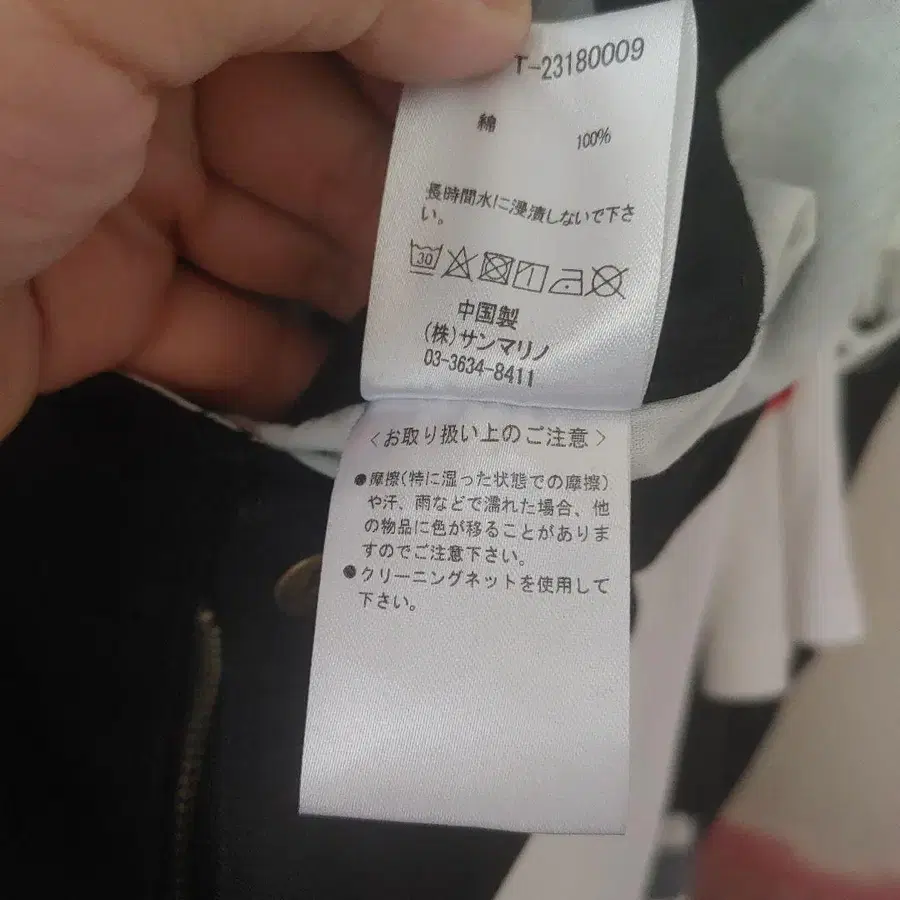 T-23180009
綿 100%
長時間水に浸漬しないで下さ
い。
30
中国製
(株)サンマリノ
03-3634-8411
〈お取り扱い上のご注意〉
●摩擦(特に湿った状態での摩擦)
や汗、雨などで濡れた場合、他
の物品に色が移ることがありま
すのでご注意下さい。
●クリーニングネットを使用して
下さい。